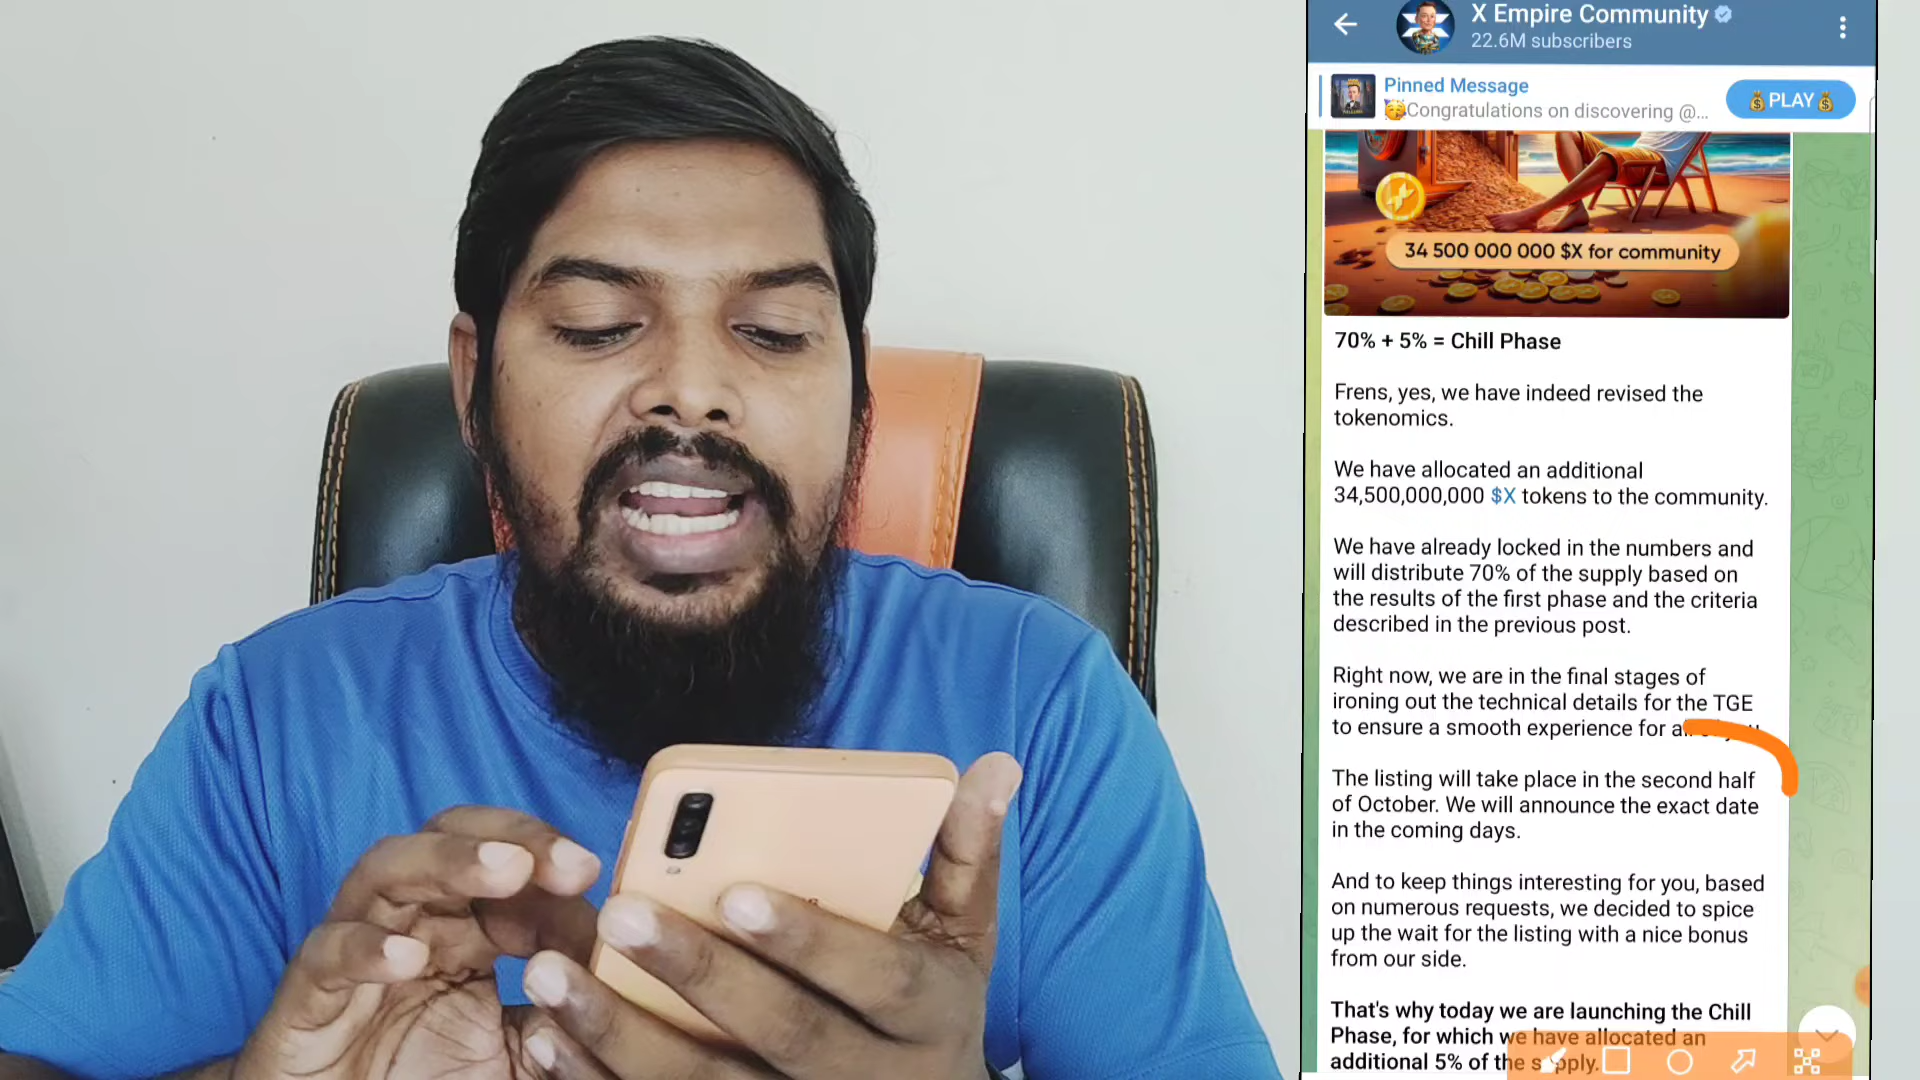 X Empire Community
22.6M subscribers
Pinned Message
Congratulations on discovering @...
PLAY
34 500 000 000 $X for community
70% + 5% = Chill Phase
Frens, yes, we have indeed revised the
tokenomics.
We have allocated an additional
34,500,000,000 $X tokens to the community.
We have already locked in the numbers and
will distribute 70% of the supply based on
the results of the first phase and the criteria
described in the previous post.
Right now, we are in the final stages of
ironing out the technical details for the TGE
to ensure a smooth experience for
The listing will take place in the second half
of October. We will announce the exact date
in the coming days.
And to keep things interesting for you, based
on numerous requests, we decided to spice
up the wait for the listing with a nice bonus
from our side.
That's why today we are launching the Chill
Phase, for which we have allocated an
additional 5% of the supply.